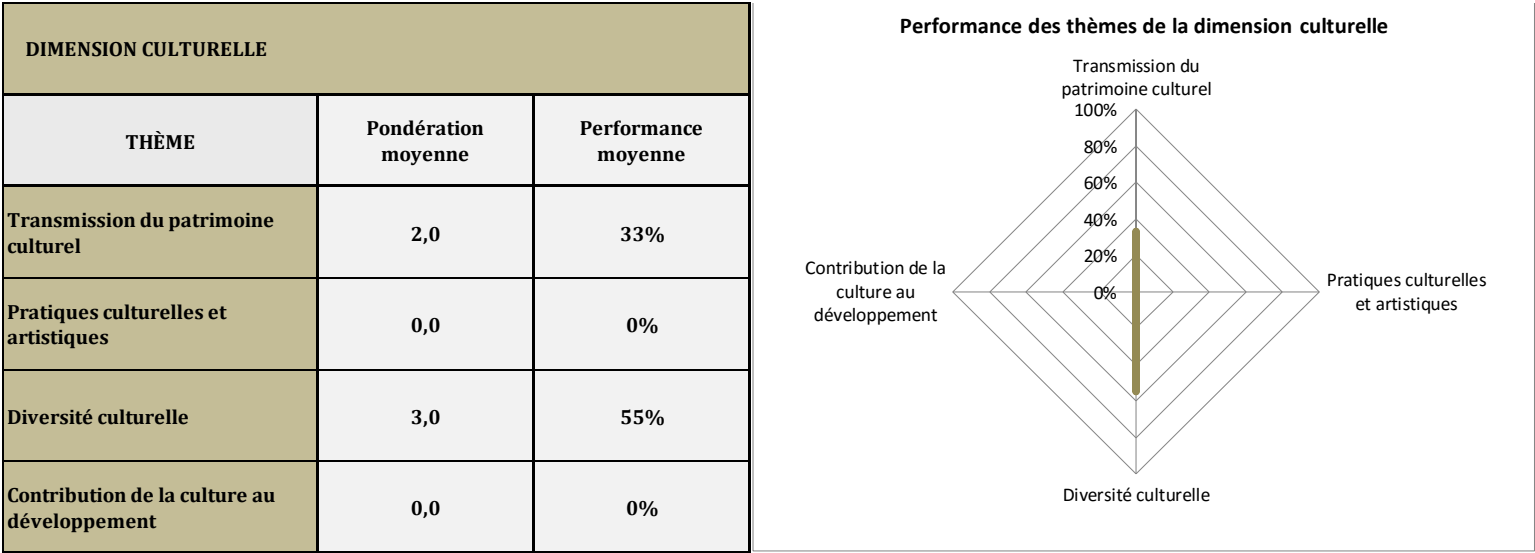 DIMENSION CULTURELLE
THÈME
Pondération
moyenne
Performance
moyenne
Transmission du patrimoine
culturel
2,0
33%
Pratiques culturelles et
artistiques
0,0
0%
Diversité culturelle
3,0
55%
Contribution de la culture au
développement
0,0
0%
Performance des thèmes de la dimension culturelle
Transmission du
patrimoine culturel
100%
80%
60%
40%
20%
0%
Contribution de la
culture au
développement
Pratiques culturelles
et artistiques
Diversité culturelle